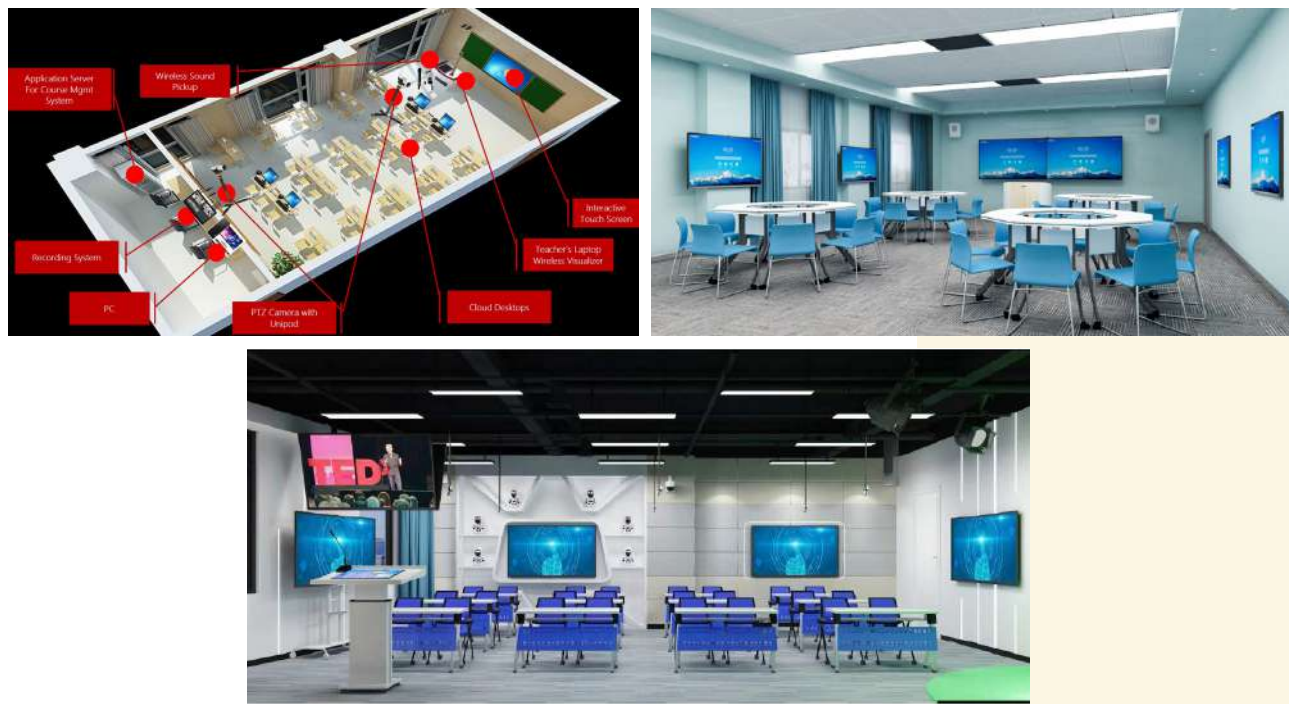 Application Server
For Course Mgmt
System
Wireless Sound
Pickup
Interactive
Touch Screen
Teacher's Laptop
Wireless Visualizer
Recording System
PC
PTZ Camera with
Unipod
Cloud Desktops
TED